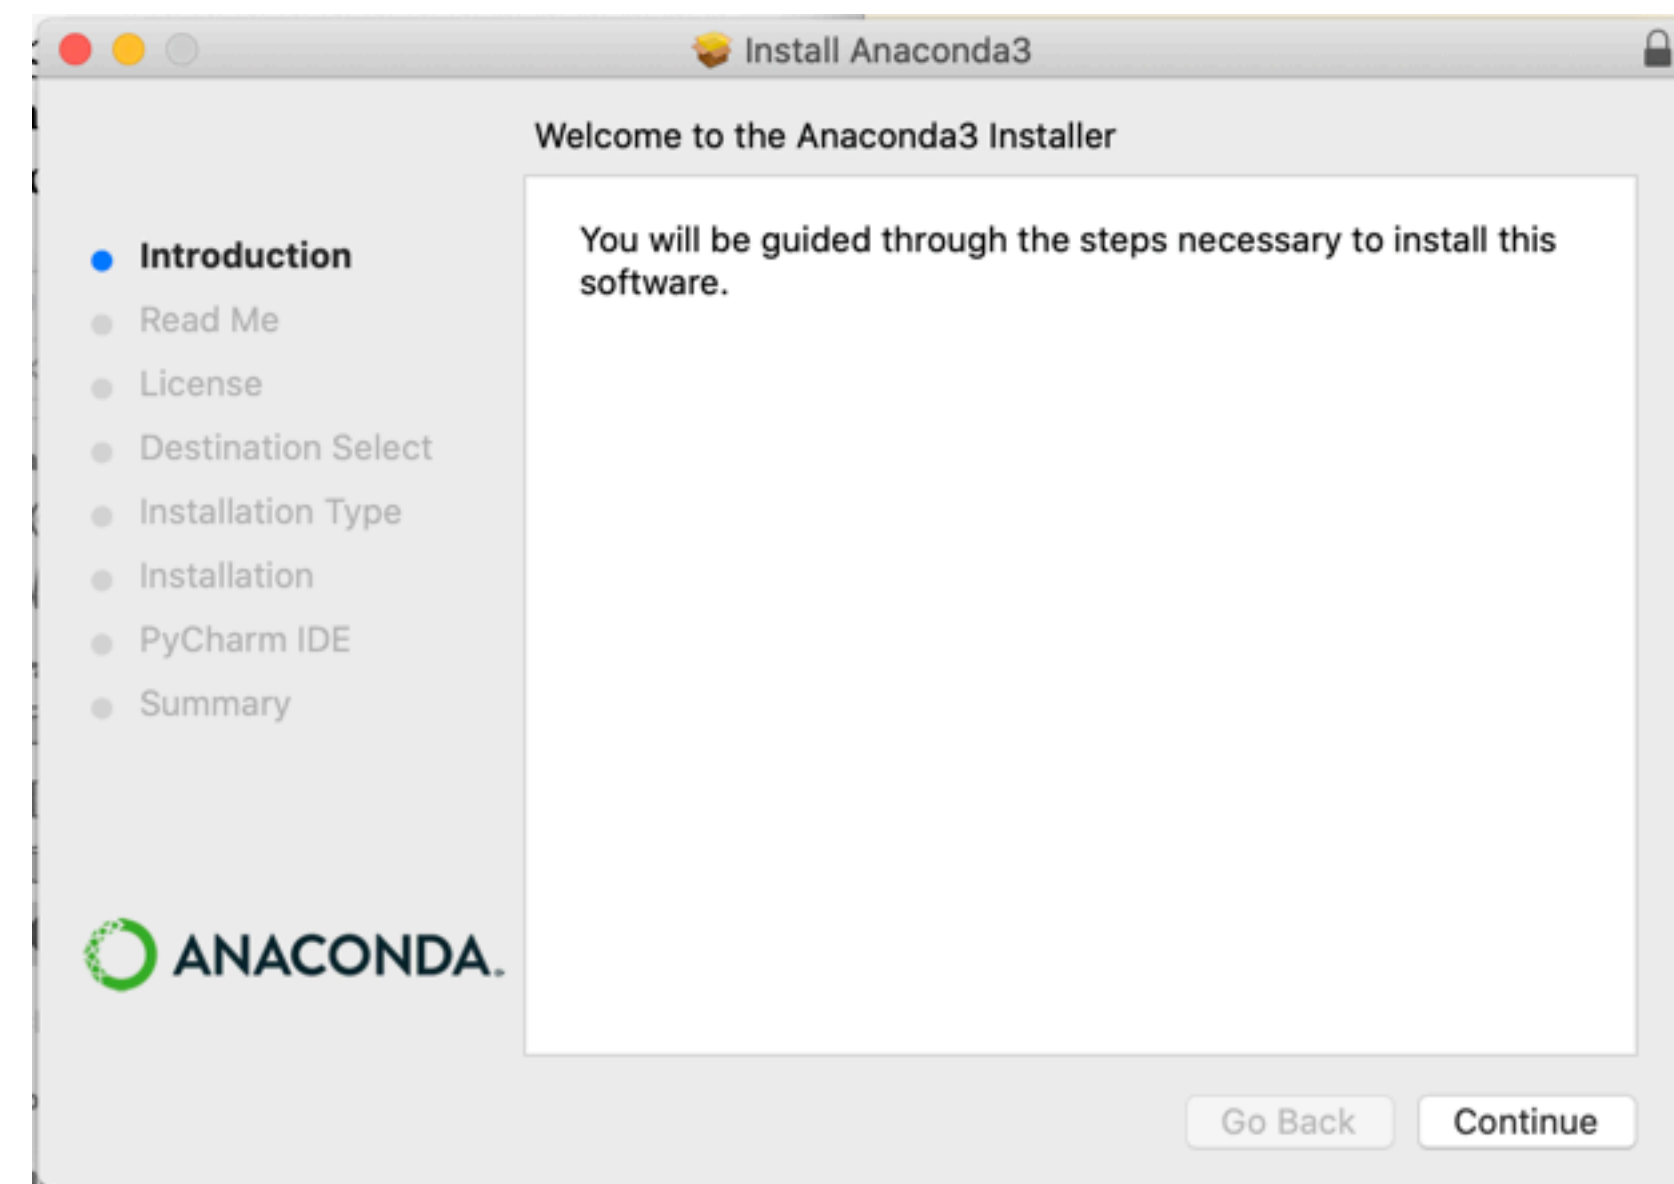 Install Anaconda3
Welcome to the Anaconda3 Installer
Introduction
Read Me
License
Destination Select
Installation Type
Installation
PyCharm IDE
Summary
ANACONDA.
You will be guided through the steps necessary to install this
software.
Go Back
Continue